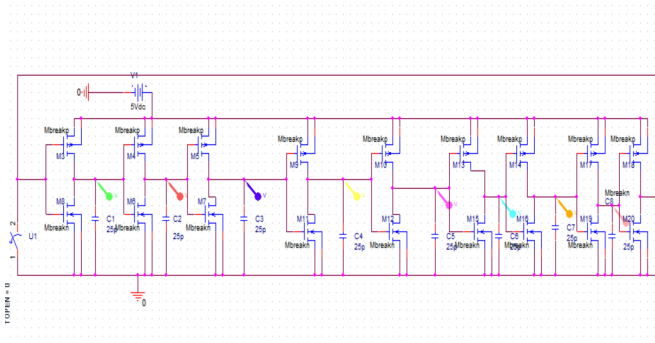 V1
0
5Vdc
Mbreakp
Mbreakp
Mbreakp
Mbreakp
Mbreakp
Mbreakp
Mbreakp
Mbreakp
Mbreakp
M3
M4
M5
M9
M10
M13
M14
M17
M18
M8
M6
M7
M11
M15
M16
M19
M20
Mbreakn
Mbreakn
Mbreakn
Mbreakn
Mbreakn
Mbreakn
Mbreakn
Mbreakn
Mbreakn
C1
25p
C2
25p
C3
25p
C4
25p
C5
25p
C6
25p
C7
25p
C8
25p
2
U1
1
TOPEN = 0
0